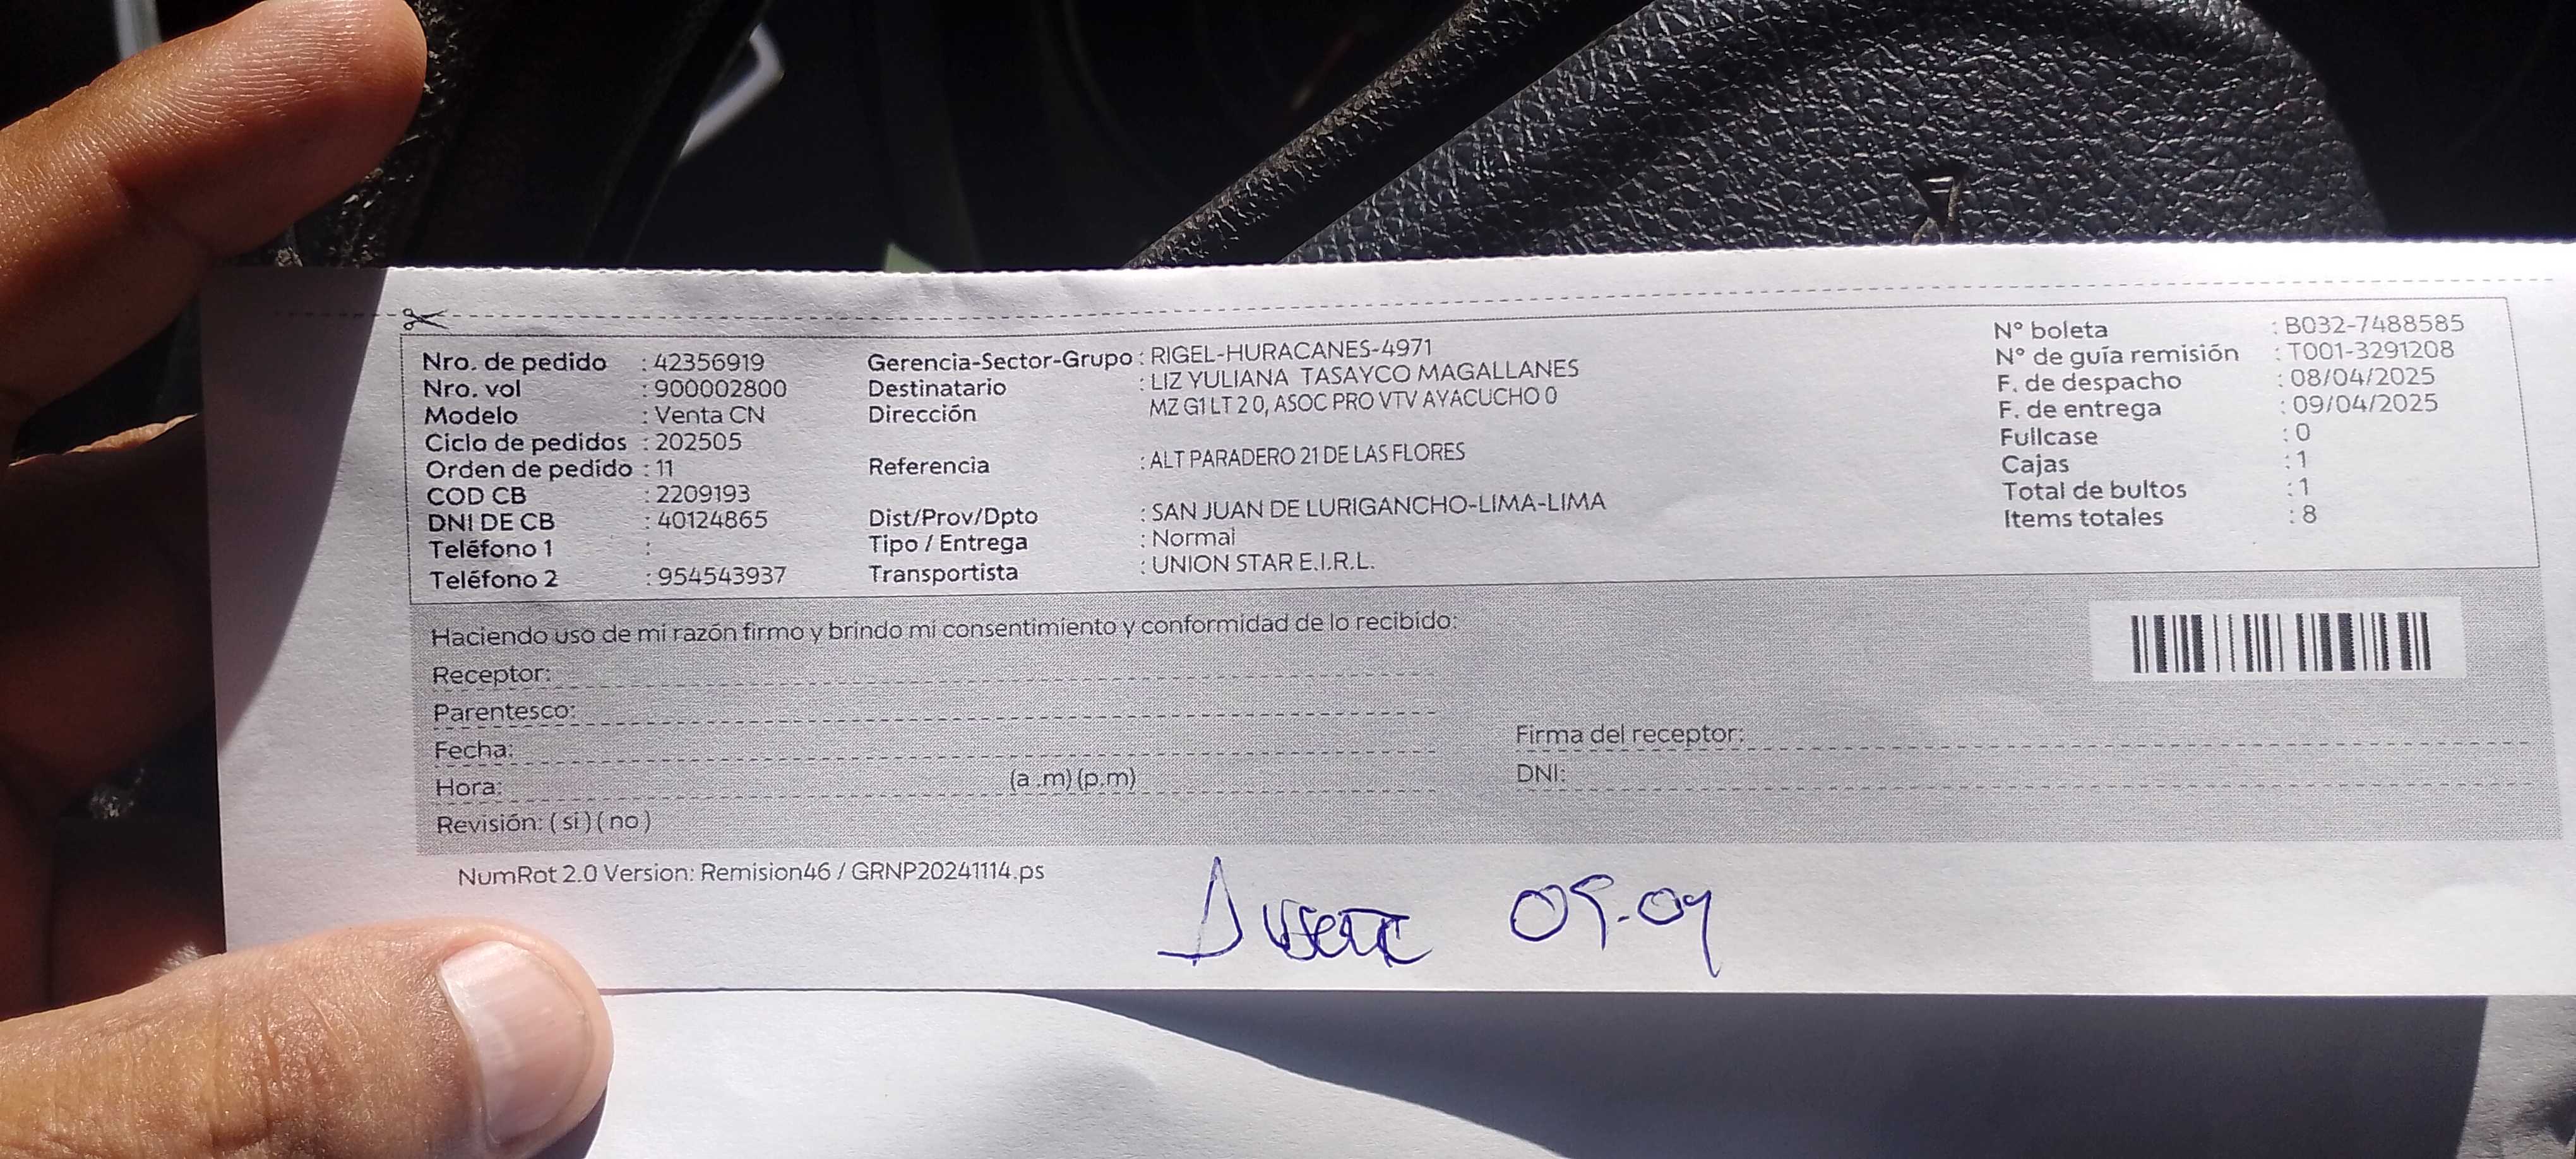 Nro. de pedido : 42356919
Nro. vol : 900002800
Modelo : Venta CN
Ciclo de pedidos : 202505
Orden de pedido : 11
COD CB : 2209193
DNI DE CB : 40124865
Teléfono 1 :
Teléfono 2 : 954543937
Gerencia-Sector-Grupo : RIGEL-HURACANES-4971
Destinatario : LIZ YULIANA TASAYCO MAGALLANES
Dirección MZ G1 LT 2 0, ASOC PRO VTV AYACUCHO 0
Referencia : ALT PARADERO 21 DE LAS FLORES
Dist/Prov/Dpto : SAN JUAN DE LURIGANCHO-LIMA-LIMA
Tipo / Entrega : Normal
Transportista : UNION STAR E.I.R.L.
N° boleta : B032-7488585
N° de guía remisión : T001-3291208
F. de despacho : 08/04/2025
F. de entrega : 09/04/2025
Fullcase : 0
Cajas : 1
Total de bultos : 1
Items totales : 8
Haciendo uso de mi razón firmo y brindo mi consentimiento y conformidad de lo recibido:
Receptor:
Parentesco:
Fecha:
Hora: (a .m) (p.m)
Revisión: ( si ) ( no )
Firma del receptor:
DNI:
NumRot 2.0 Version: Remision46 / GRNP20241114.ps
09-04